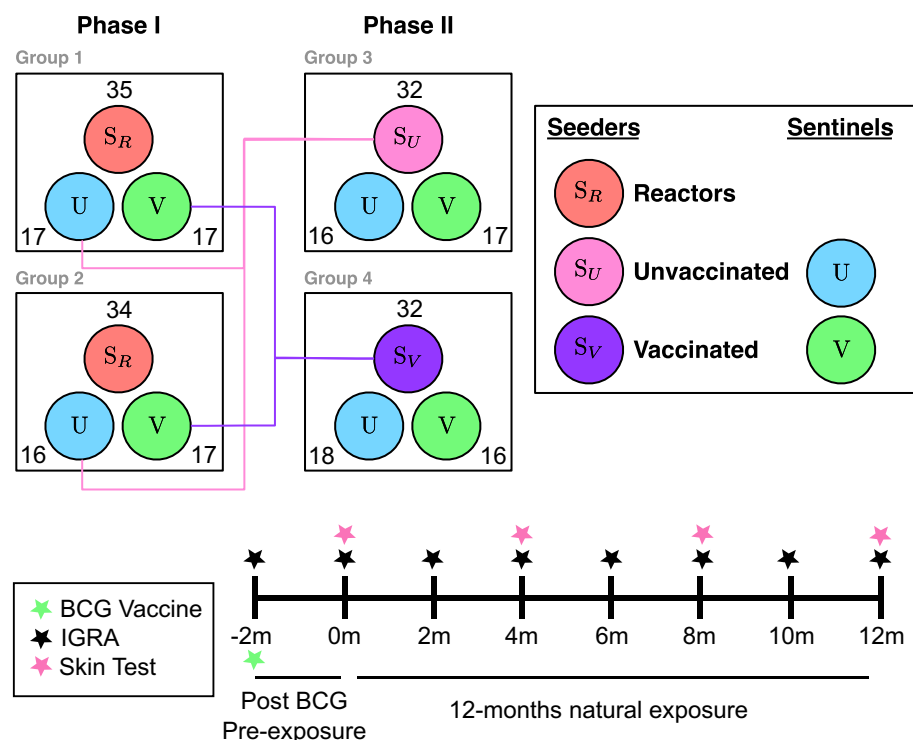 Phase I
Phase II
Group 1
Group 3
35
S_R
U
V
17
17
32
S_U
U
V
16
17
Group 2
Group 4
34
S_R
U
V
16
17
32
S_V
U
V
18
16
Seeders
Sentinels
S_R Reactors
S_U Unvaccinated
U
S_V Vaccinated
V
BCG Vaccine
IGRA
Skin Test
-2m 0m 2m 4m 6m 8m 10m 12m
Post BCG
Pre-exposure
12-months natural exposure